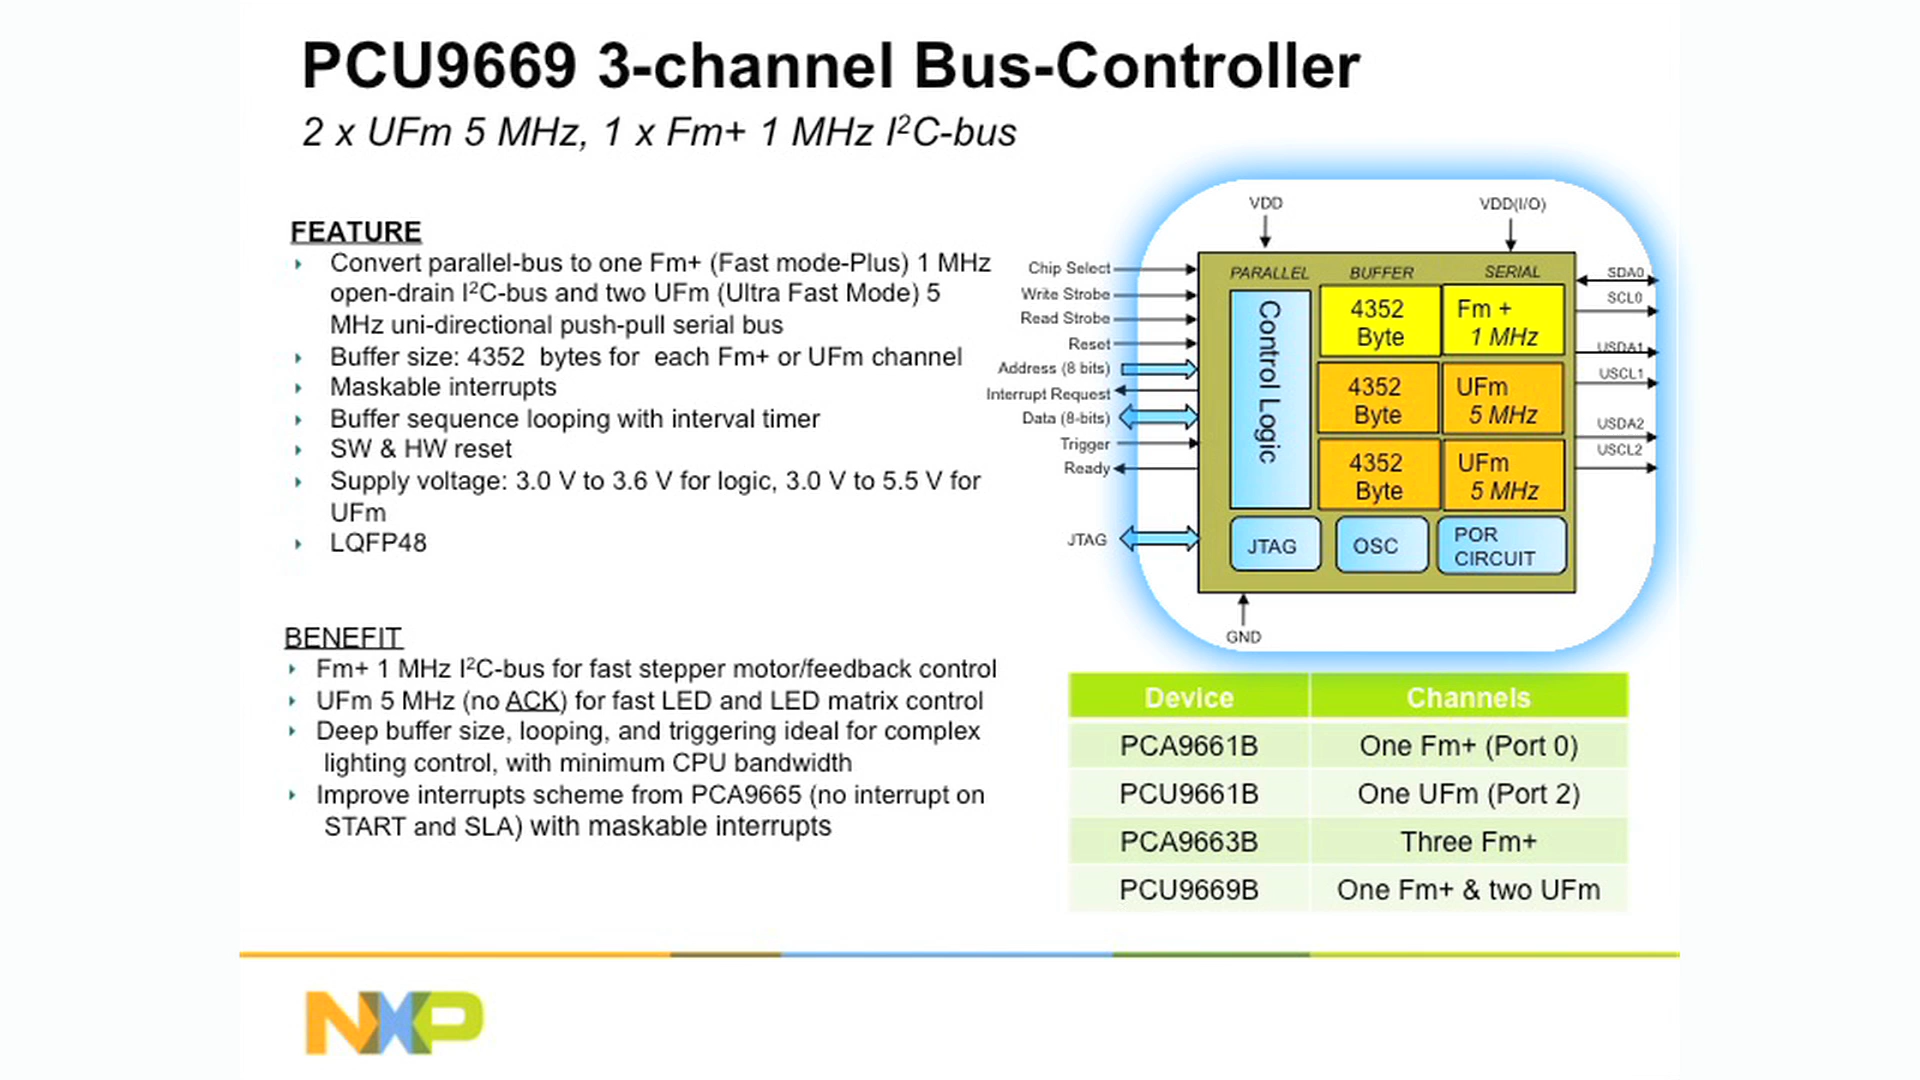 PCU9669 3-channel Bus-Controller
2 x UFm 5 MHz, 1 x Fm+ 1 MHz I²C-bus
FEATURE
Convert parallel-bus to one Fm+ (Fast mode-Plus) 1 MHz
open-drain I²C-bus and two UFm (Ultra Fast Mode) 5
MHz uni-directional push-pull serial bus
Buffer size: 4352 bytes for each Fm+ or UFm channel
Maskable interrupts
Buffer sequence looping with interval timer
SW & HW reset
Supply voltage: 3.0 V to 3.6 V for logic, 3.0 V to 5.5 V for
UFm
LQFP48
BENEFIT
Fm+ 1 MHz I²C-bus for fast stepper motor/feedback control
UFm 5 MHz (no ACK) for fast LED and LED matrix control
Deep buffer size, looping, and triggering ideal for complex
lighting control, with minimum CPU bandwidth
Improve interrupts scheme from PCA9665 (no interrupt on
START and SLA) with maskable interrupts
VDD
VDD(I/O)
Chip Select
Write Strobe
Read Strobe
Reset
Address (8 bits)
Interrupt Request
Data (8-bits)
Trigger
Ready
JTAG
PARALLEL BUFFER SERIAL
Control Logic
4352
Byte
Fm +
1 MHz
4352
Byte
UFm
5 MHz
4352
Byte
UFm
5 MHz
JTAG
OSC
POR
CIRCUIT
SDA0
SCL0
USDA1
USCL1
USDA2
USCL2
GND
Device Channels
PCA9661B One Fm+ (Port 0)
PCU9661B One UFm (Port 2)
PCA9663B Three Fm+
PCU9669B One Fm+ & two UFm
NXP